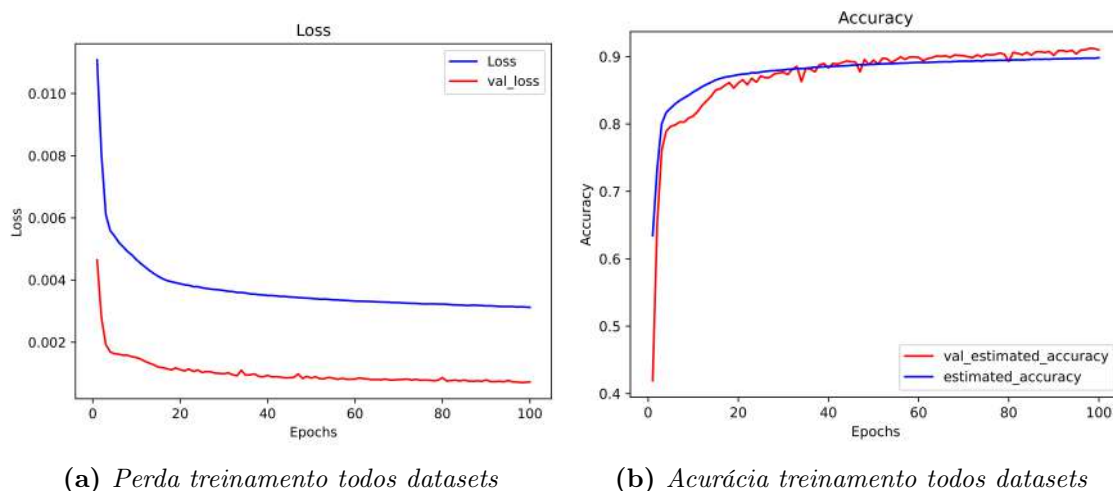 Loss
Loss
val_loss
0.010
0.008
0.006
0.004
0.002
Loss
0
20
40
60
80
100
Epochs
(a) Perda treinamento todos datasets
Accuracy
0.9
0.8
0.7
0.6
0.5
0.4
Accuracy
val_estimated_accuracy
estimated_accuracy
0
20
40
60
80
100
Epochs
(b) Acurácia treinamento todos datasets